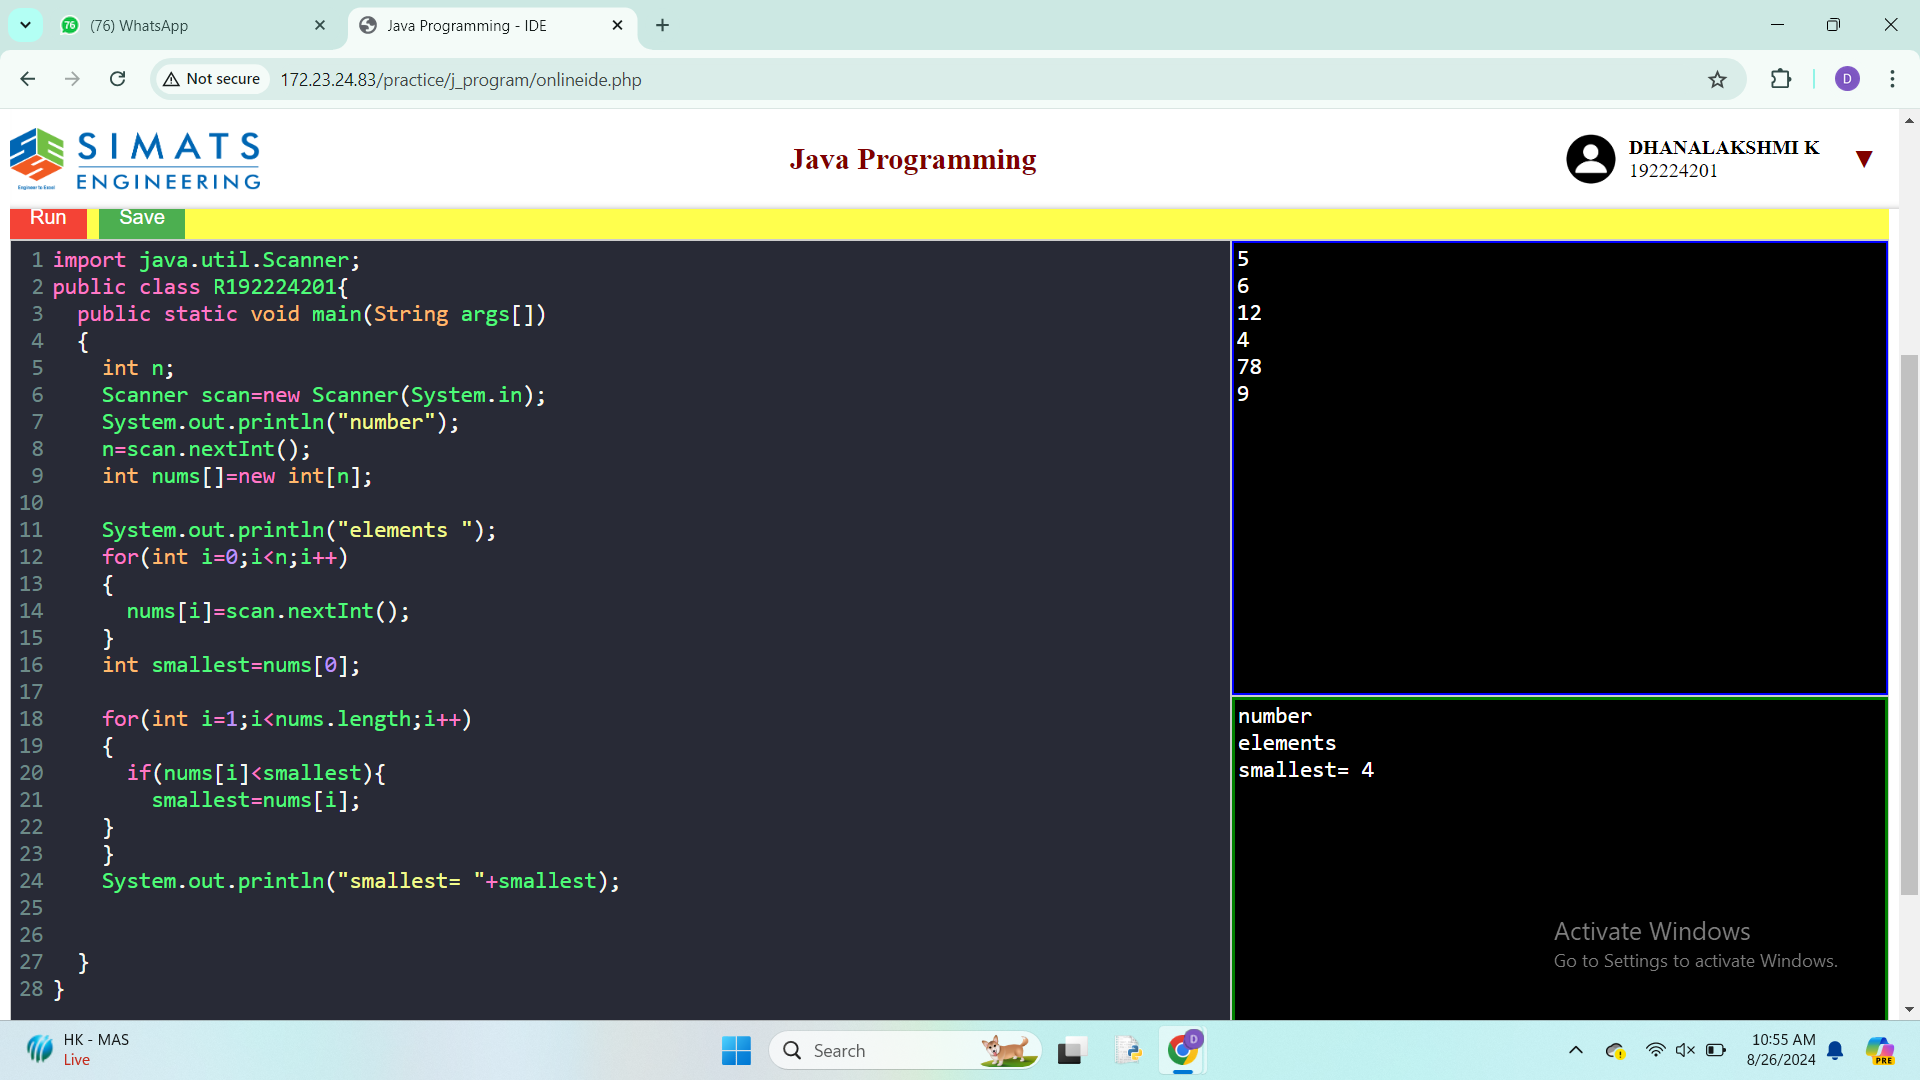 (76) WhatsApp
Java Programming - IDE
Not secure
172.23.24.83/practice/j_program/onlineide.php
D
SIMATS
ENGINEERING
Engineer to Excel
Java Programming
DHANALAKSHMI K
192224201
Run
Save
1 import java.util.Scanner;
2 public class R192224201{
3   public static void main(String args[])
4   {
5     int n;
6     Scanner scan=new Scanner(System.in);
7     System.out.println("number");
8     n=scan.nextInt();
9     int nums[]=new int[n];
10
11     System.out.println("elements ");
12     for(int i=0;i<n;i++)
13     {
14       nums[i]=scan.nextInt();
15     }
16     int smallest=nums[0];
17
18     for(int i=1;i<nums.length;i++)
19     {
20       if(nums[i]<smallest){
21         smallest=nums[i];
22     }
23     }
24     System.out.println("smallest= "+smallest);
25
26
27   }
28 }
5
6
12
4
78
9
number
elements
smallest= 4
Activate Windows
Go to Settings to activate Windows.
HK - MAS
Live
Search
D
10:55 AM
8/26/2024
PRE